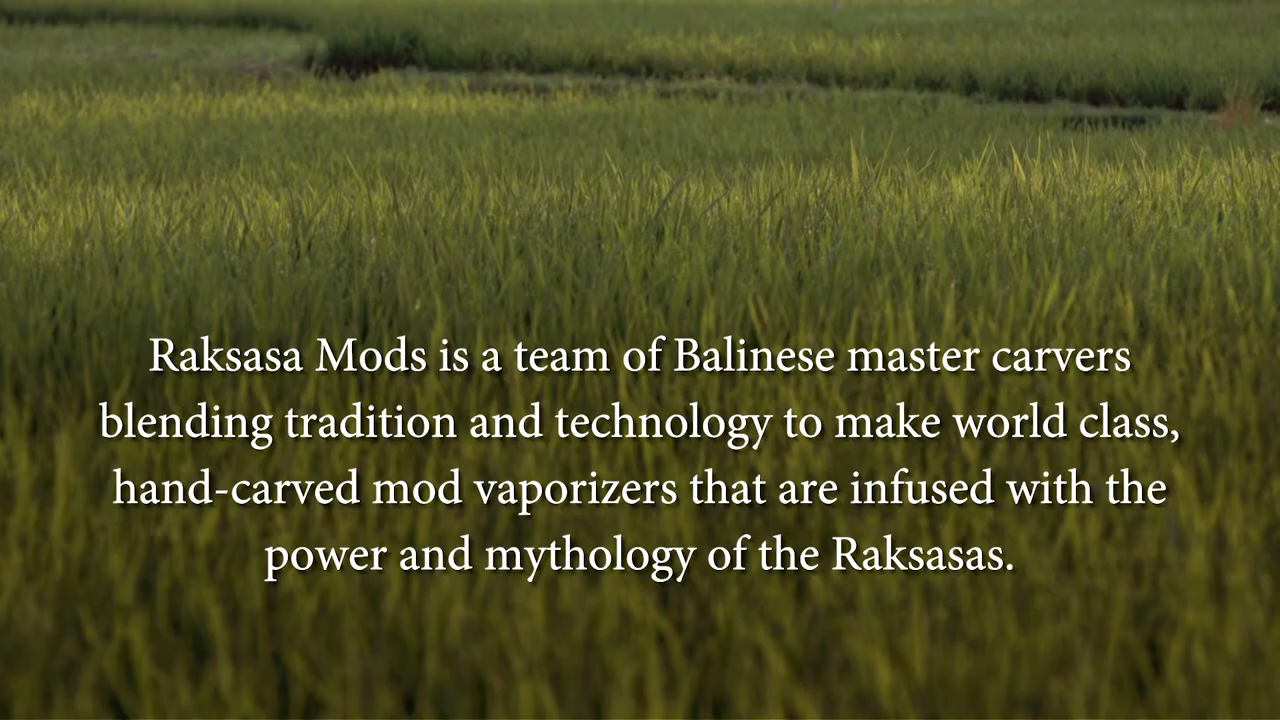 Raksasa Mods is a team of Balinese master carvers
blending tradition and technology to make world class,
hand-carved mod vaporizers that are infused with the
power and mythology of the Raksasas.